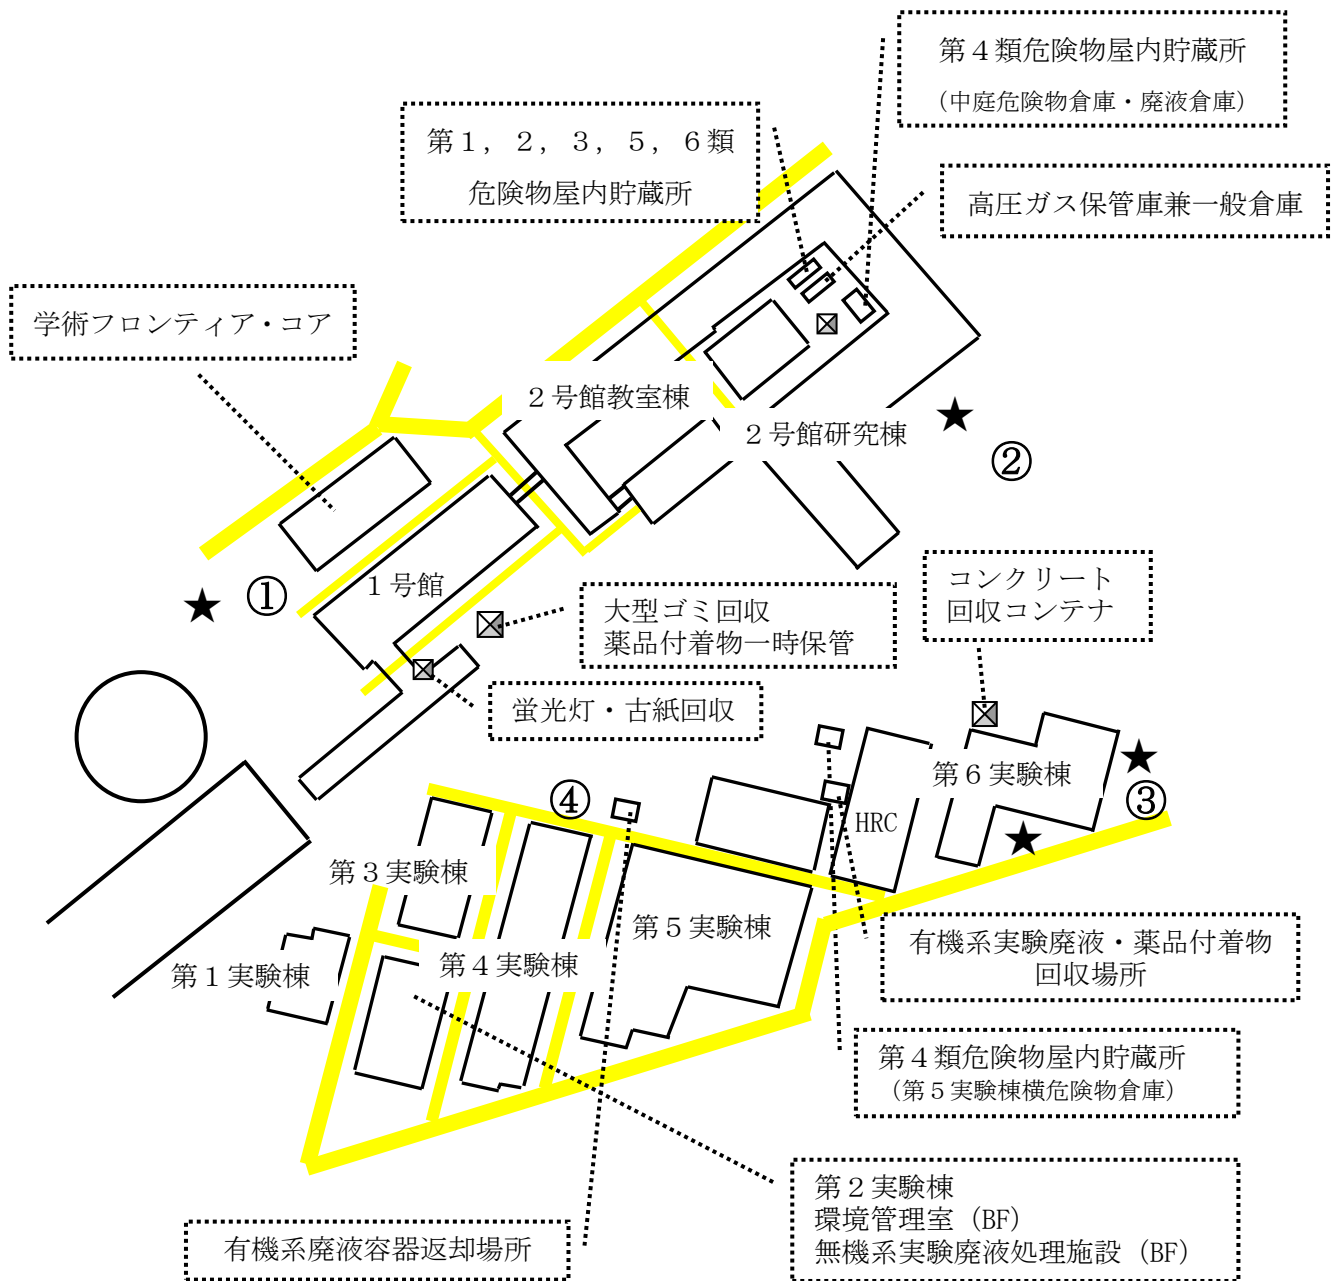 第４類危険物屋内貯蔵所
（中庭危険物倉庫・廃液倉庫）
第１，２，３，５，６類
危険物屋内貯蔵所
高圧ガス保管庫兼一般倉庫
学術フロンティア・コア
２号館教室棟
２号館研究棟
★
②
①
★
１号館
コンクリート
回収コンテナ
大型ゴミ回収
薬品付着物一時保管
蛍光灯・古紙回収
★
③
第６実験棟
④
HRC
★
第３実験棟
第５実験棟
第４実験棟
第１実験棟
有機系実験廃液・薬品付着物
回収場所
第４類危険物屋内貯蔵所
（第５実験棟横危険物倉庫）
第２実験棟
環境管理室（BF）
無機系実験廃液処理施設（BF）
有機系廃液容器返却場所